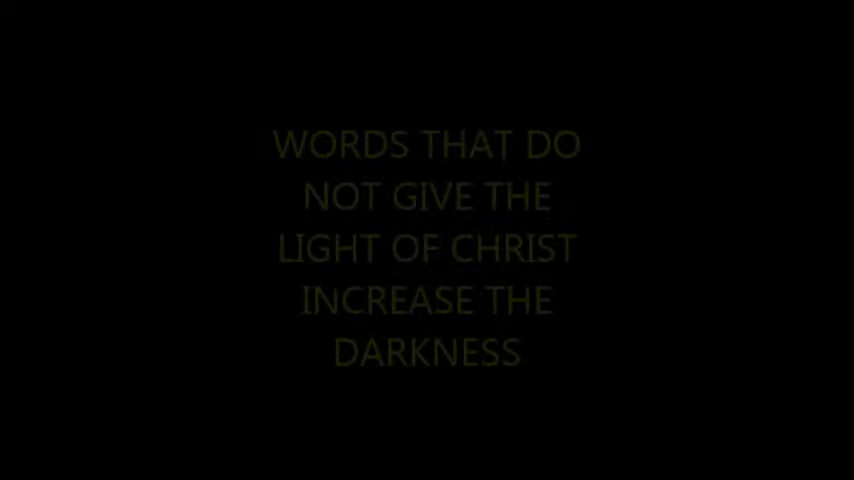 WORDS THAT DO
NOT GIVE THE
LIGHT OF CHRIST
INCREASE THE
DARKNESS